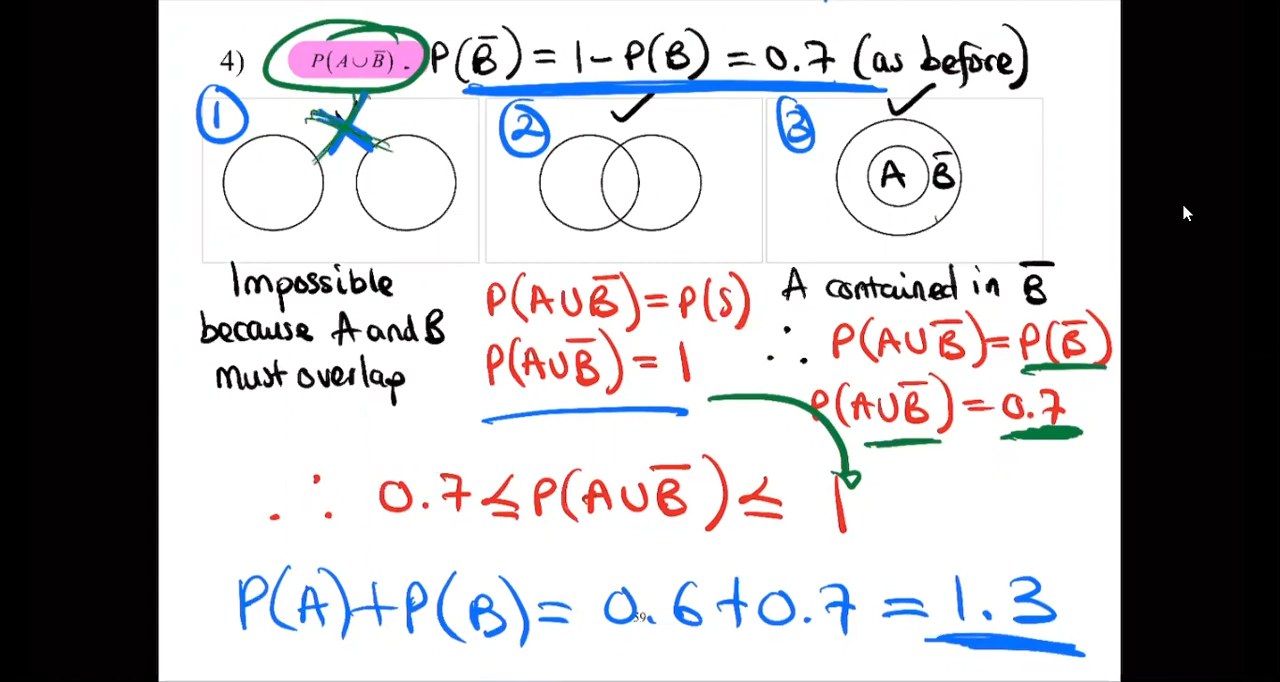 4) P(A∪B̅). P(B̅) = 1 - P(B) = 0.7 (as before)
1
2
3
A B̅
Impossible
because A and B
must overlap
P(A∪B̅) = P(S)
P(A∪B̅) = 1
A contained in B̅
∴ P(A∪B̅) = P(B̅)
P(A∪B̅) = 0.7
∴ 0.7 ≤ P(A∪B̅) ≤ 1
P(A) + P(B) = 0.6 + 0.7 = 1.3